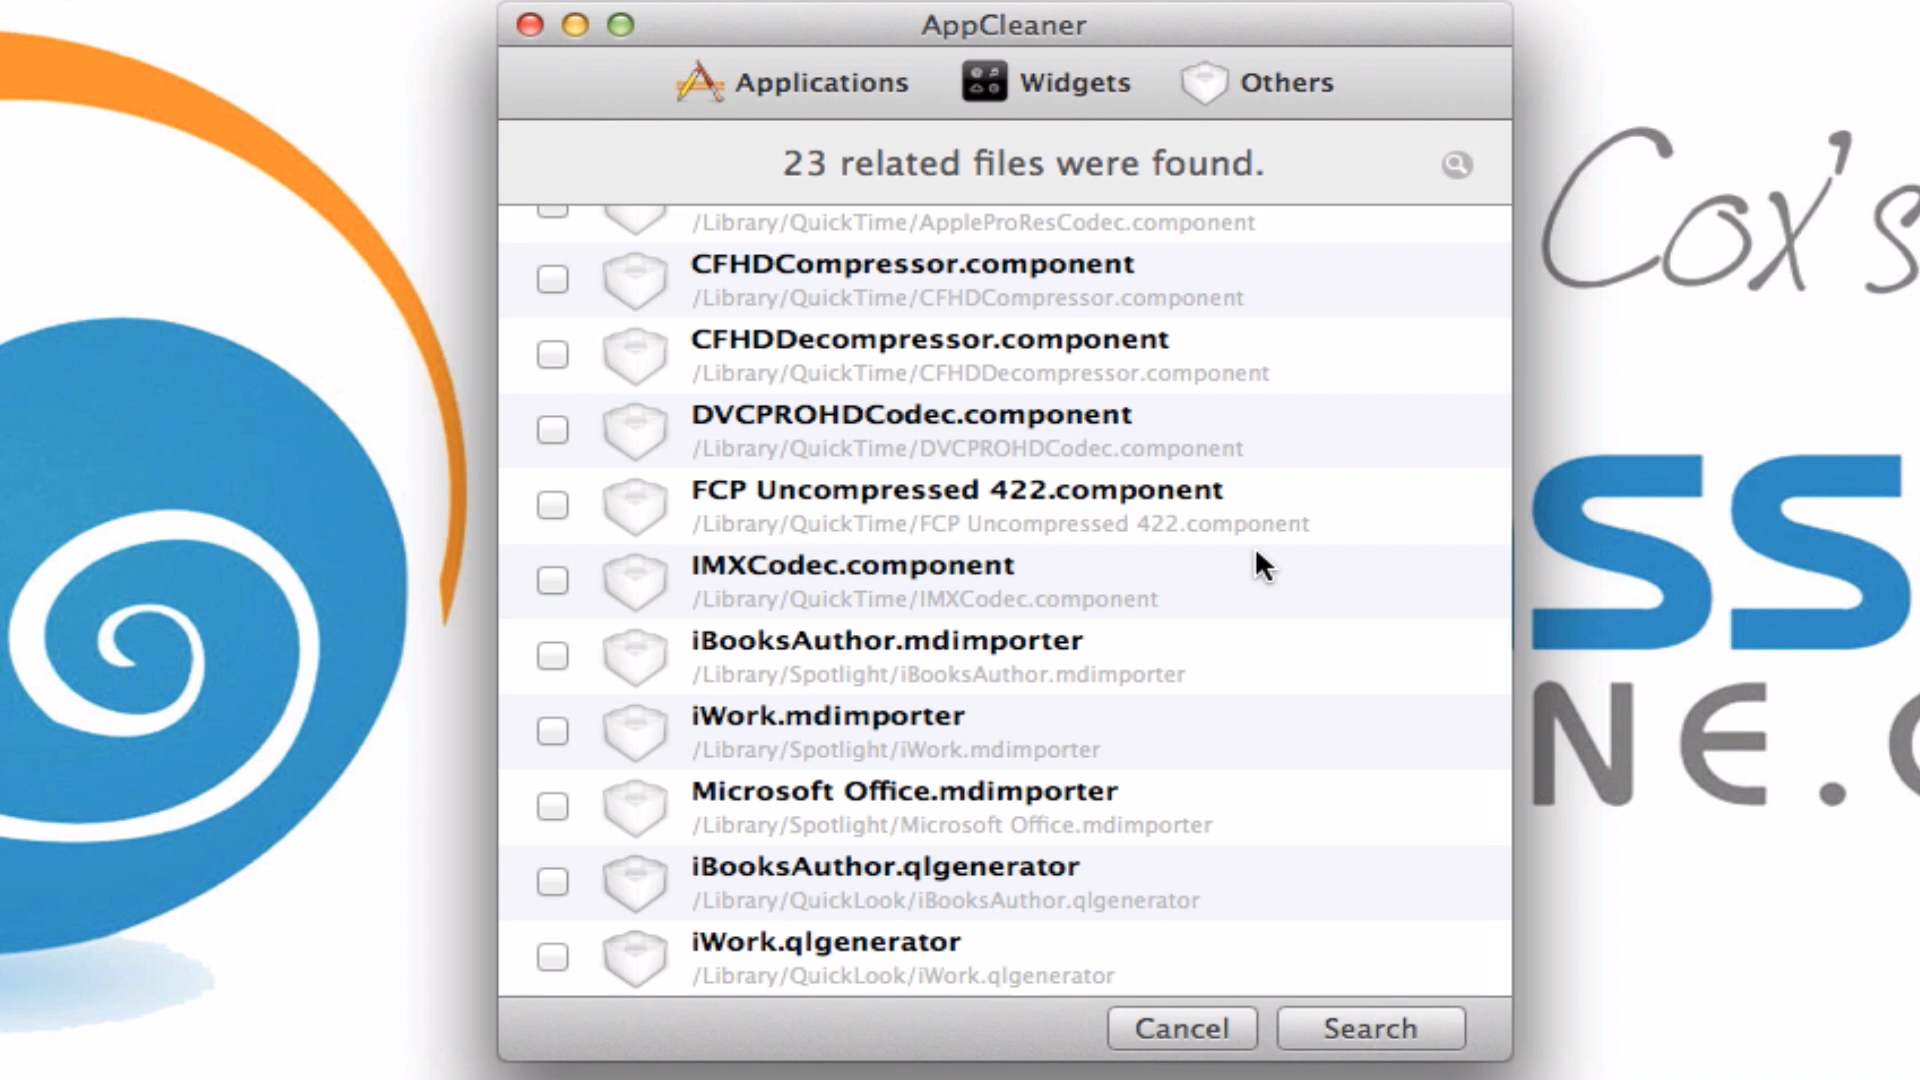 AppCleaner
Applications Widgets Others
23 related files were found.
/Library/QuickTime/AppleProResCodec.component
CFHDCompressor.component
/Library/QuickTime/CFHDCompressor.component
CFHDDecompressor.component
/Library/QuickTime/CFHDDecompressor.component
DVCPROHDCodec.component
/Library/QuickTime/DVCPROHDCodec.component
FCP Uncompressed 422.component
/Library/QuickTime/FCP Uncompressed 422.component
IMXCodec.component
/Library/QuickTime/IMXCodec.component
iBooksAuthor.mdimporter
/Library/Spotlight/iBooksAuthor.mdimporter
iWork.mdimporter
/Library/Spotlight/iWork.mdimporter
Microsoft Office.mdimporter
/Library/Spotlight/Microsoft Office.mdimporter
iBooksAuthor.qlgenerator
/Library/QuickLook/iBooksAuthor.qlgenerator
iWork.qlgenerator
/Library/QuickLook/iWork.qlgenerator
Cancel Search
Cox's
SS
NE.